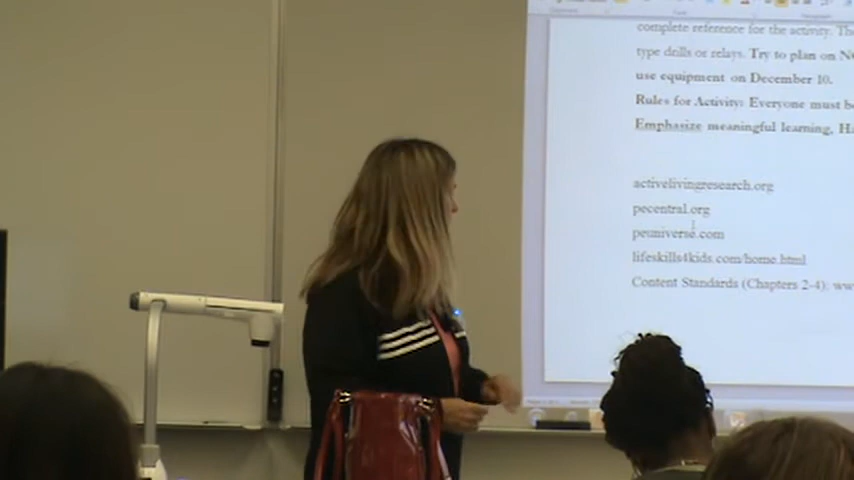 complete reference for the activity. The
type drills or relays. Try to plan on NO
use equipment on December 10.
Rules for Activity: Everyone must be
Emphasize meaningful learning. Ha
activelivingresearch.org
pecentral.org
peuniverse.com
lifeskills4kids.com/home.html
Content Standards (Chapters 2-4): www